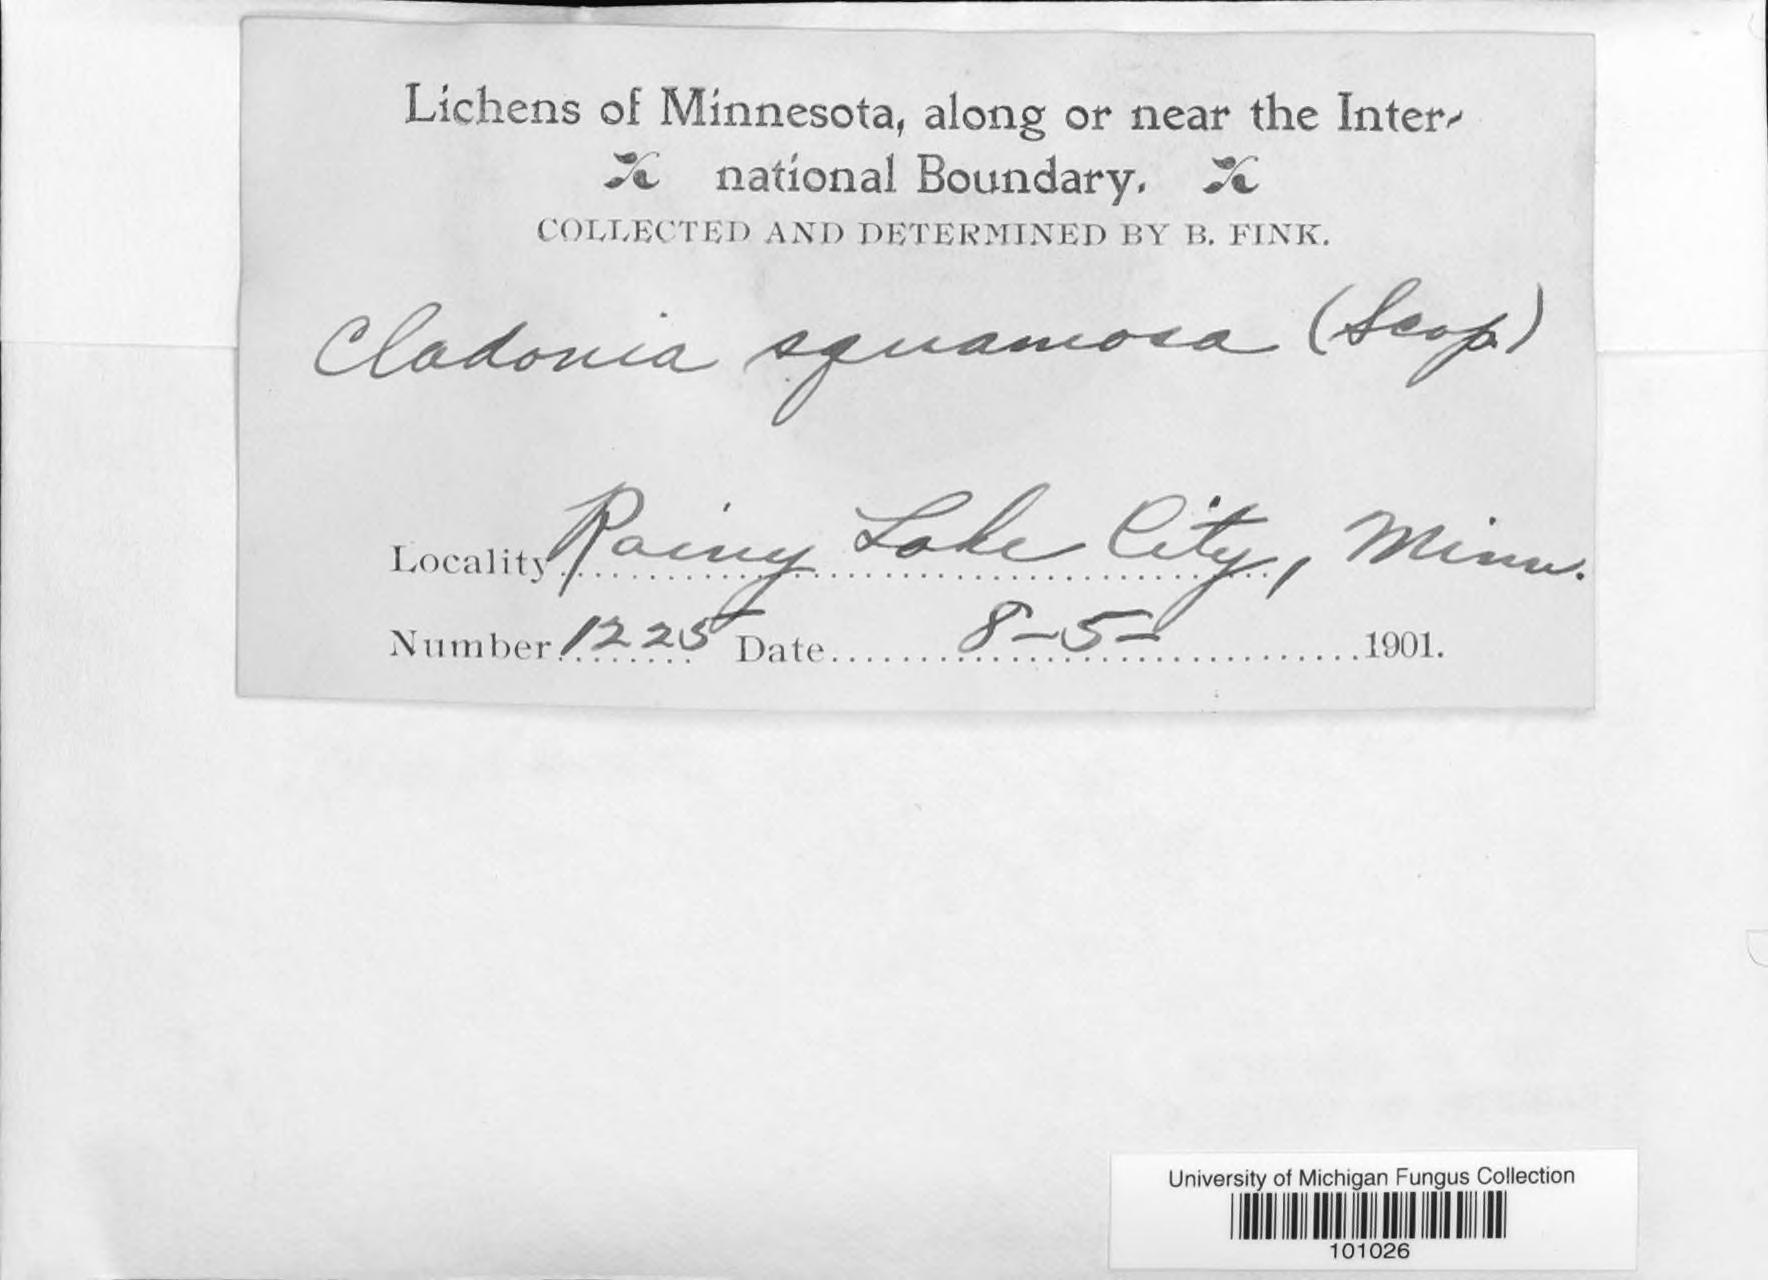 Lichens of Minnesota, along or near the Inter-
national Boundary.
COLLECTED AND DETERMINED BY B. FINK.
Cladonia squamosa (Scop.)
Locality Rainy Lake City, Minn.
Number 1225 Date 8-5- 1901.
University of Michigan Fungus Collection
101026